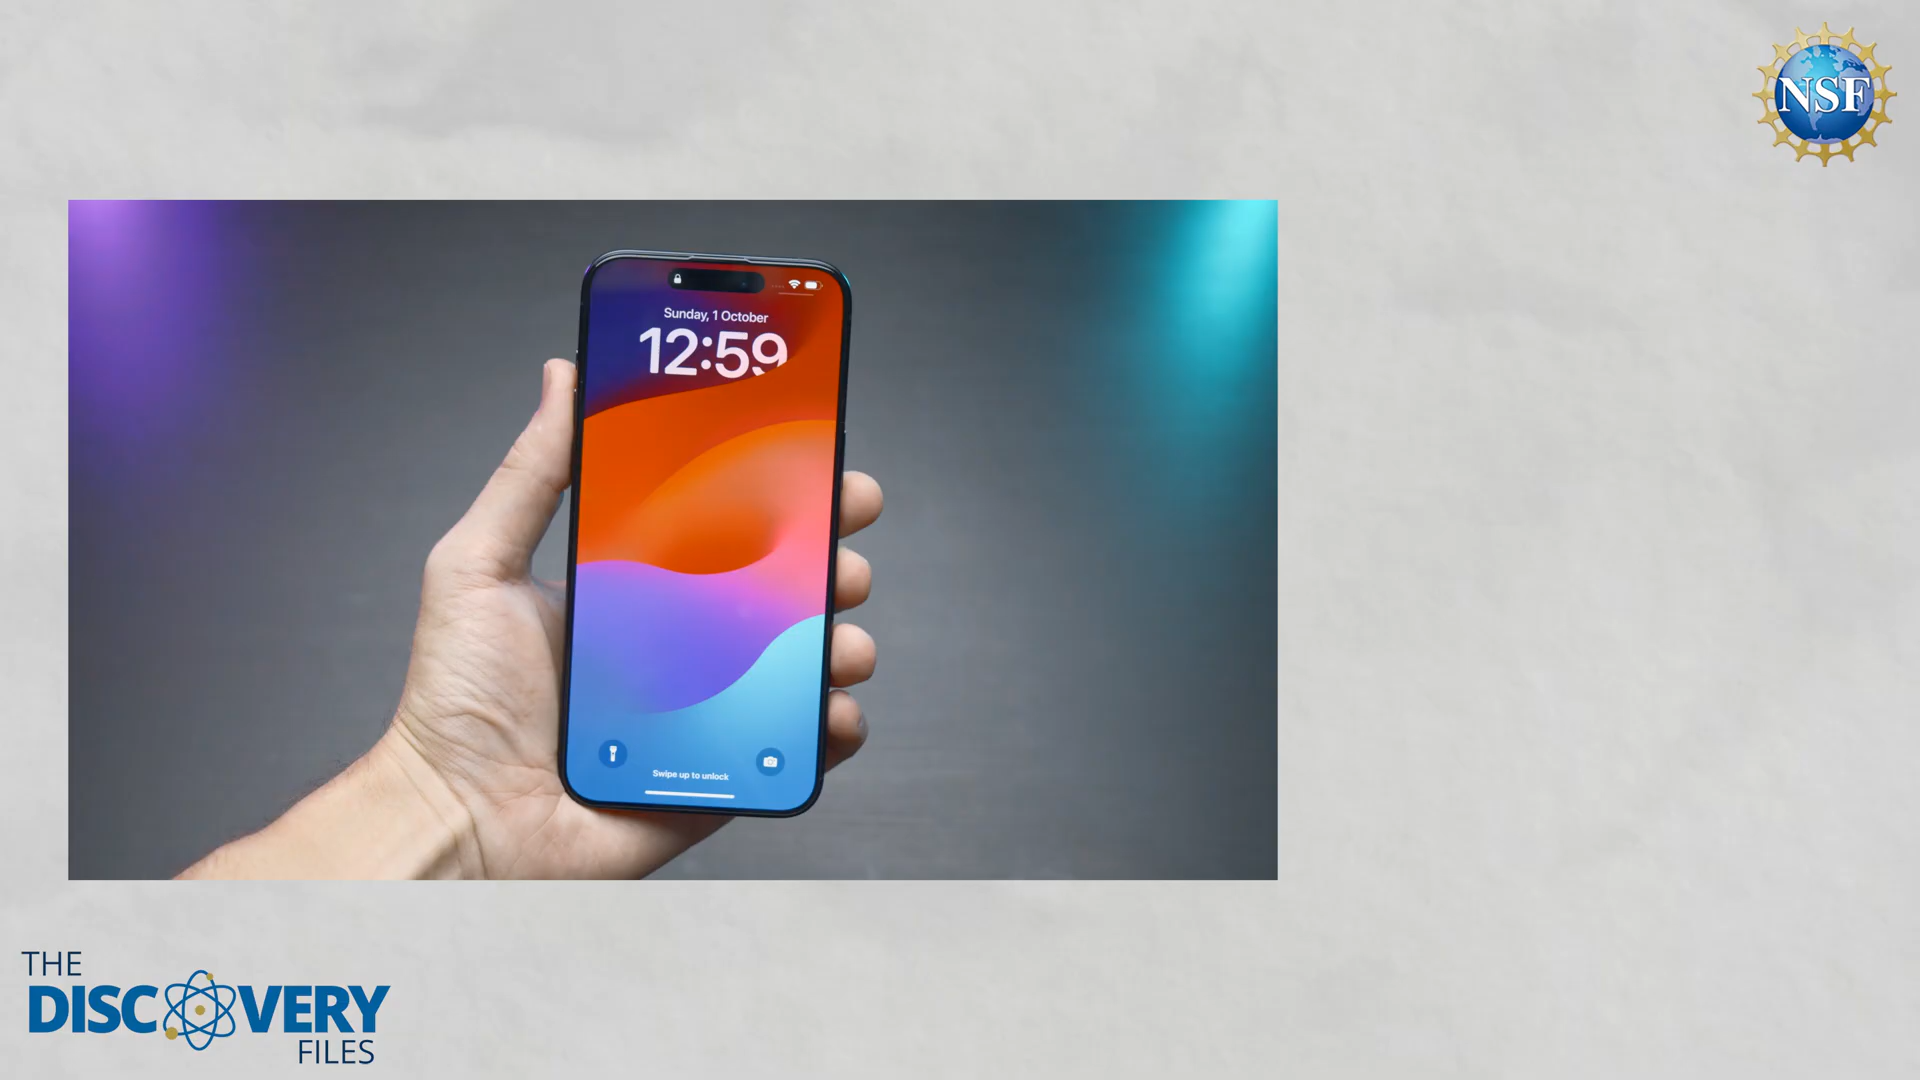 NSF
Sunday, 1 October
12:59
Swipe up to unlock
THE
DISCOVERY
FILES